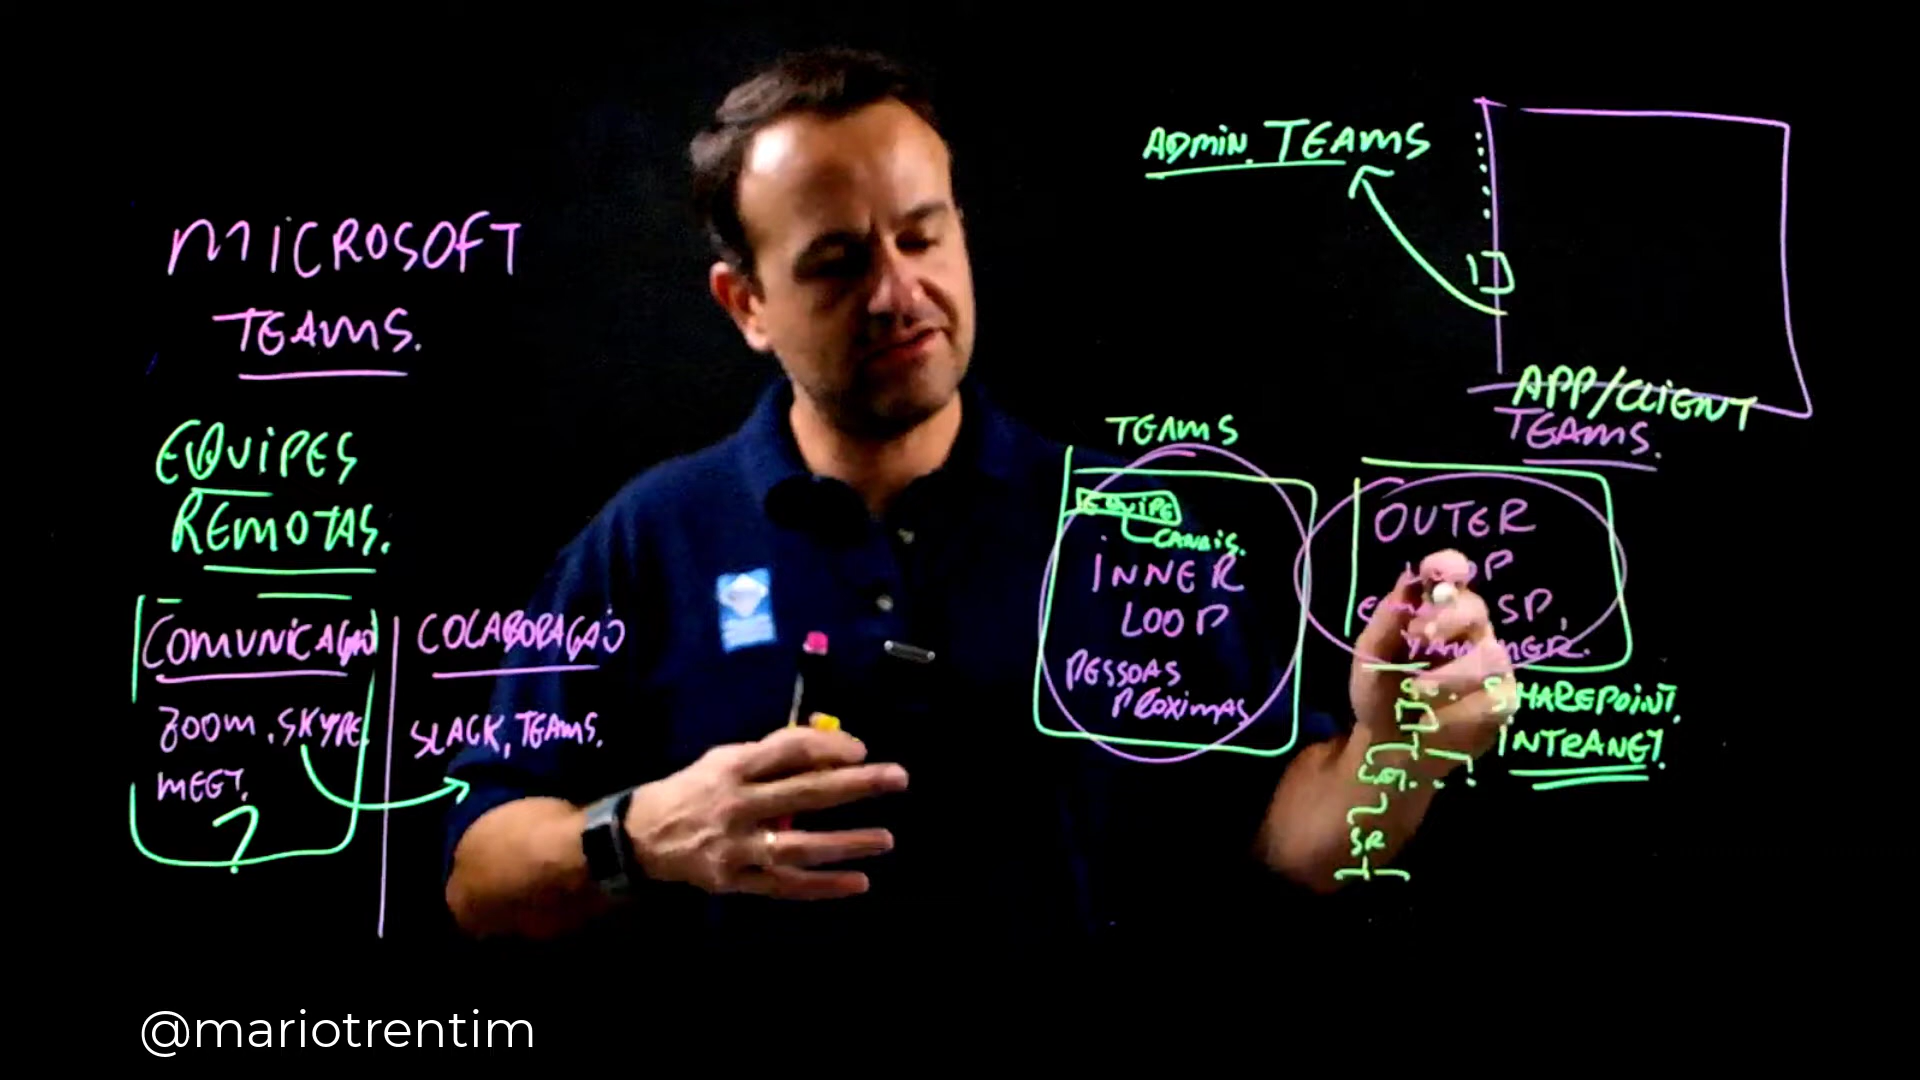 MICROSOFT
TEAMS.
EQUIPES
REMOTAS.
COMUNICAÇÃO
ZOOM, SKYPE,
MEET.
?
COLABORAÇÃO
SLACK, TEAMS.
ADMIN. TEAMS
APP/CLIENT
TEAMS.
TEAMS
EQUIPE
CANAIS.
INNER
LOOP
PESSOAS
PRÓXIMAS
OUTER
SP,
SHAREPOINT.
INTRANET.
SR
@mariotrentim